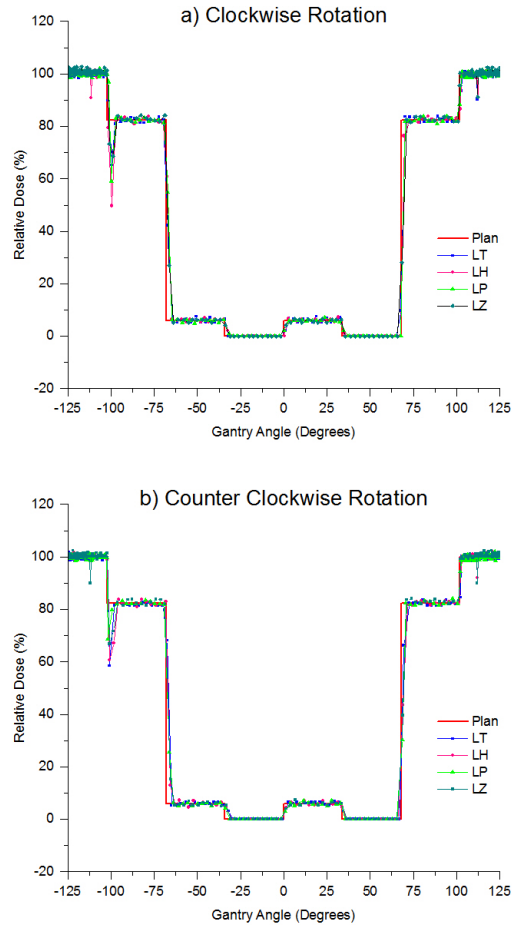 a) Clockwise Rotation
120
100
80
60
40
20
0
-20
Relative Dose (%)
Plan
LT
LH
LP
LZ
-125 -100 -75 -50 -25 0 25 50 75 100 125
Gantry Angle (Degrees)
b) Counter Clockwise Rotation
120
100
80
60
40
20
0
-20
Relative Dose (%)
Plan
LT
LH
LP
LZ
-125 -100 -75 -50 -25 0 25 50 75 100 125
Gantry Angle (Degrees)